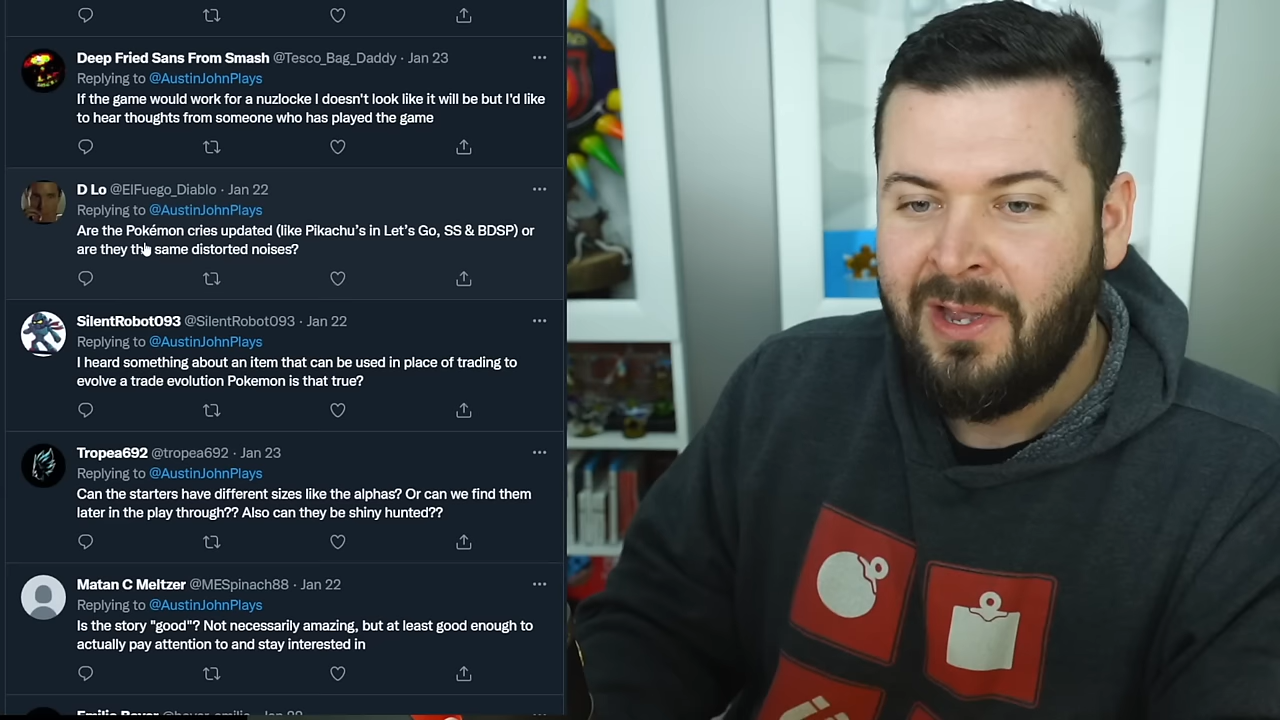 Deep Fried Sans From Smash @Tesco_Bag_Daddy · Jan 23
Replying to @AustinJohnPlays
If the game would work for a nuzlocke I doesn't look like it will be but I'd like
to hear thoughts from someone who has played the game
D Lo @ElFuego_Diablo · Jan 22
Replying to @AustinJohnPlays
Are the Pokémon cries updated (like Pikachu's in Let's Go, SS & BDSP) or
are they the same distorted noises?
SilentRobot093 @SilentRobot093 · Jan 22
Replying to @AustinJohnPlays
I heard something about an item that can be used in place of trading to
evolve a trade evolution Pokemon is that true?
Tropea692 @tropea692 · Jan 23
Replying to @AustinJohnPlays
Can the starters have different sizes like the alphas? Or can we find them
later in the play through?? Also can they be shiny hunted??
Matan C Meltzer @MESpinach88 · Jan 22
Replying to @AustinJohnPlays
Is the story "good"? Not necessarily amazing, but at least good enough to
actually pay attention to and stay interested in